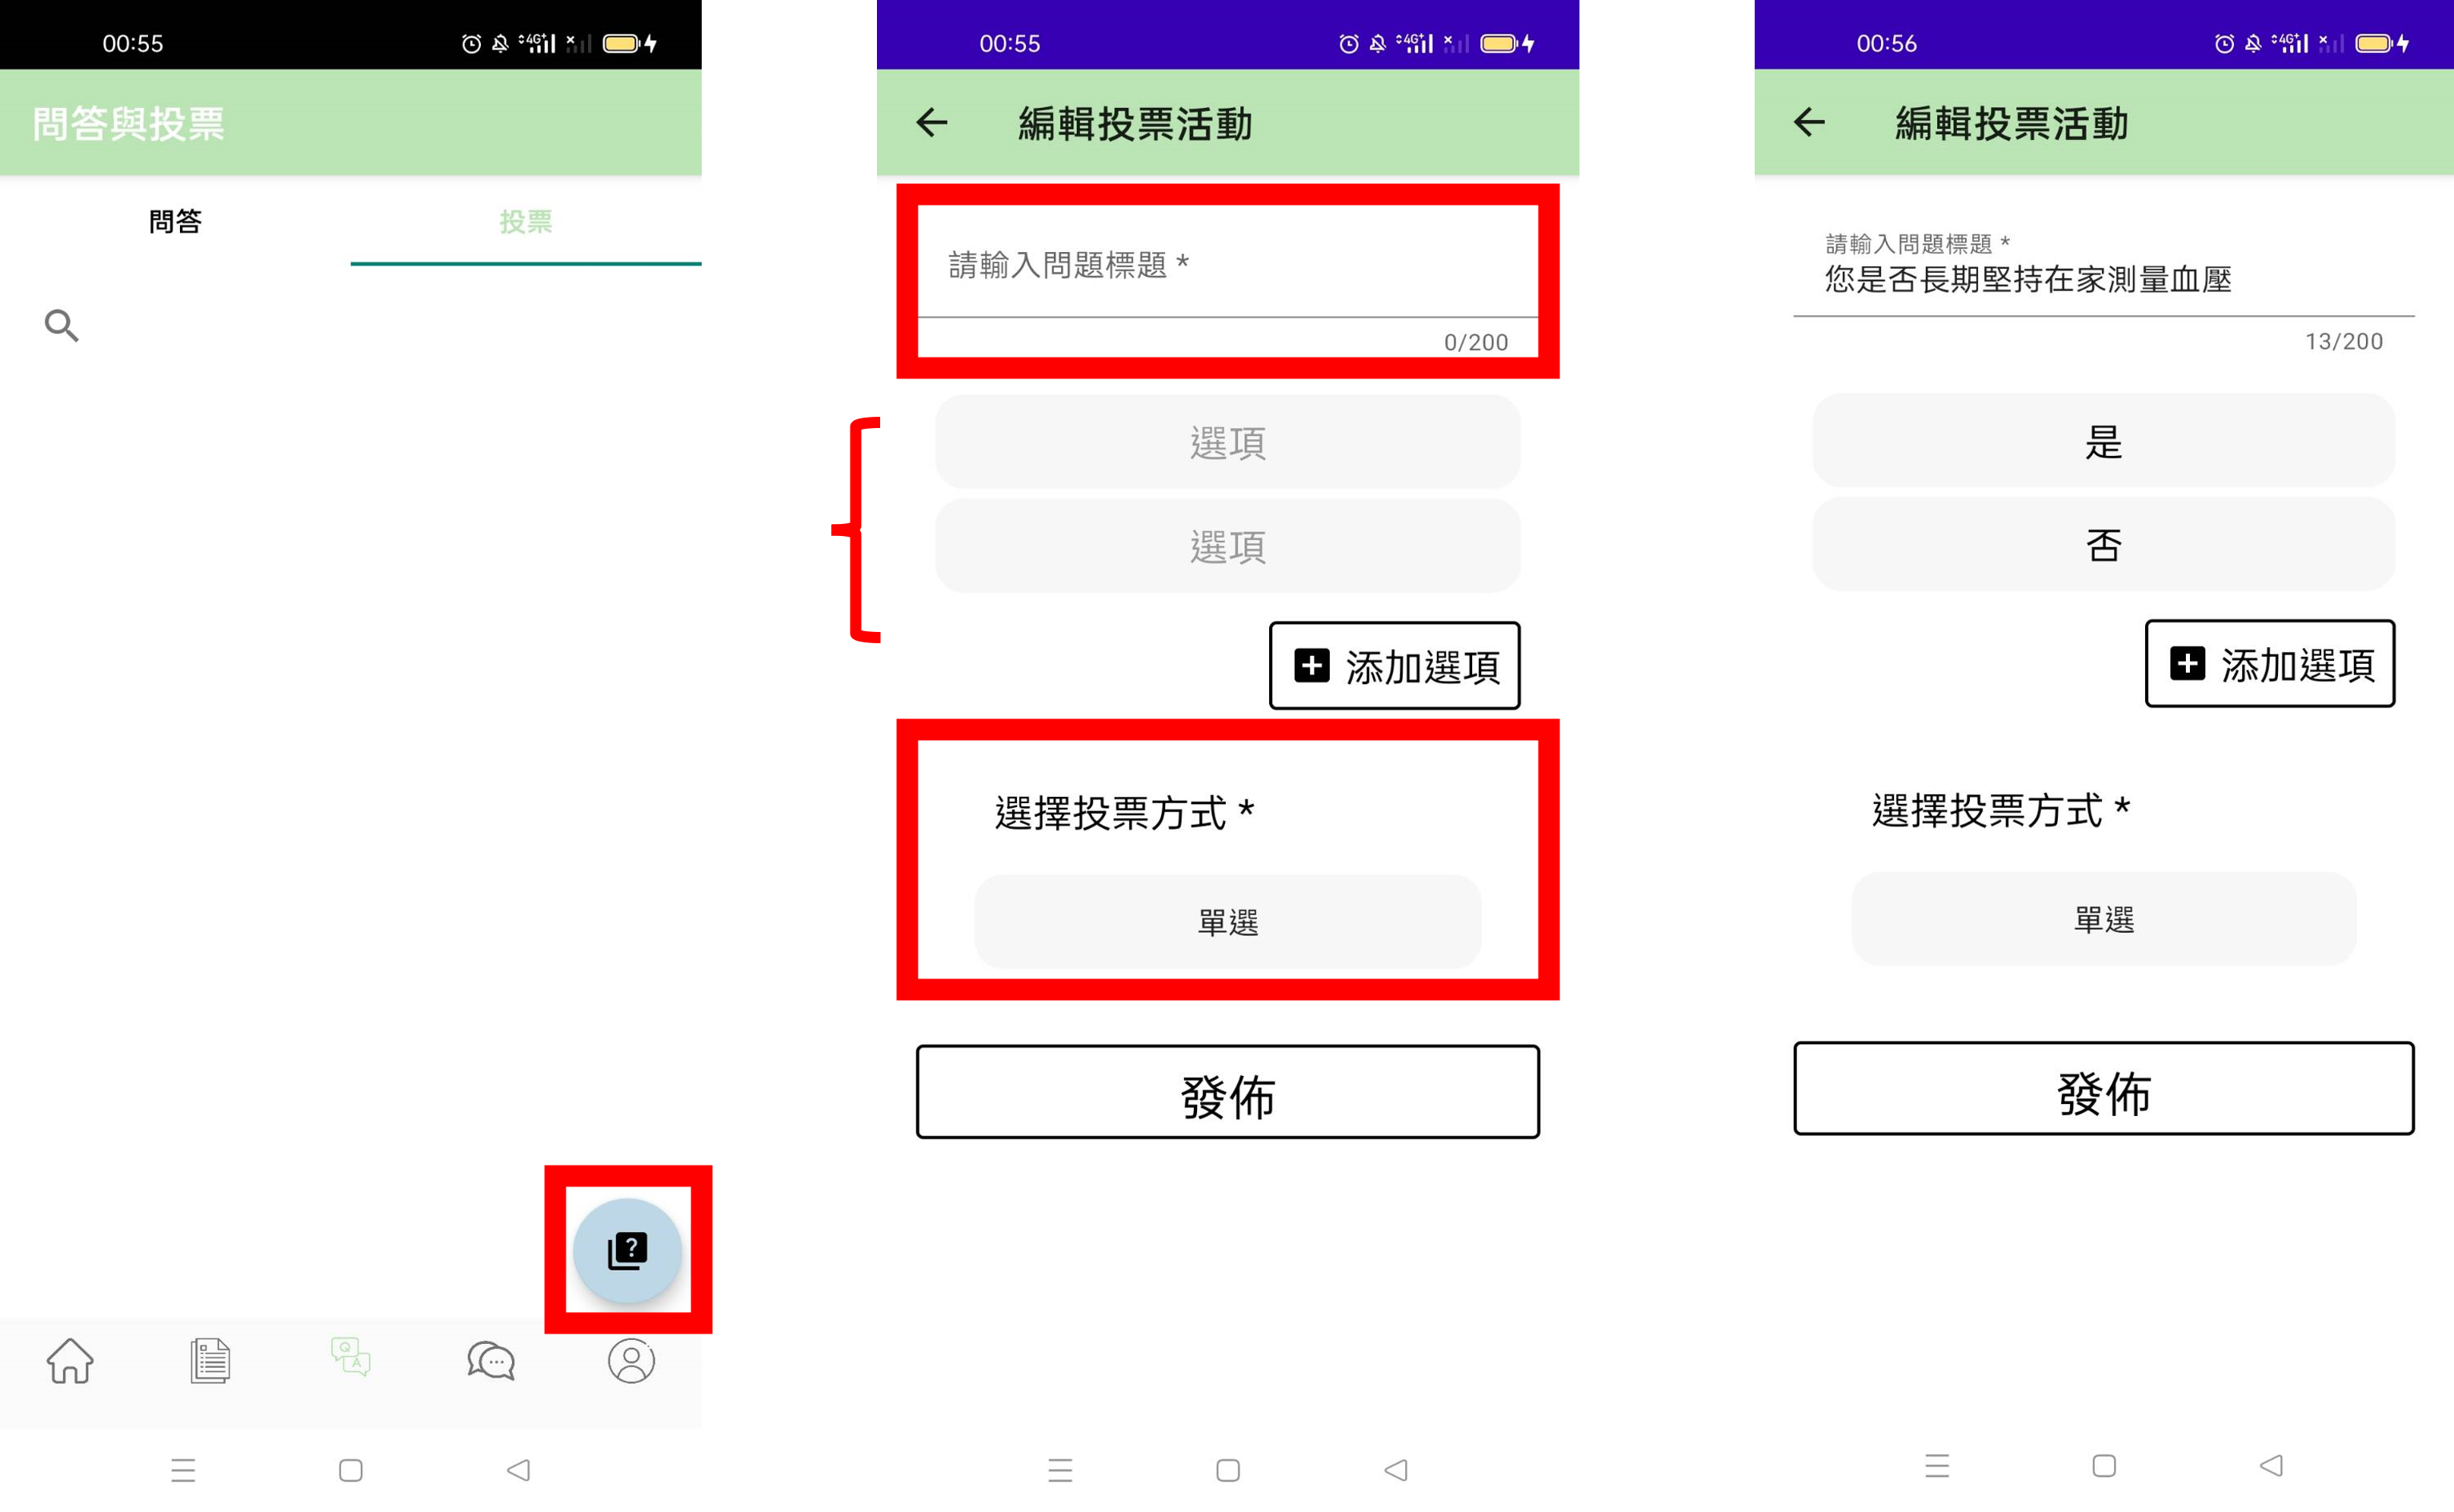 00:55
4G+
問答與投票
問答
投票
?
Q
A
00:55
4G+
編輯投票活動
請輸入問題標題 *
0/200
選項
選項
添加選項
選擇投票方式 *
單選
發佈
00:56
4G+
編輯投票活動
請輸入問題標題 *
您是否長期堅持在家測量血壓
13/200
是
否
添加選項
選擇投票方式 *
單選
發佈